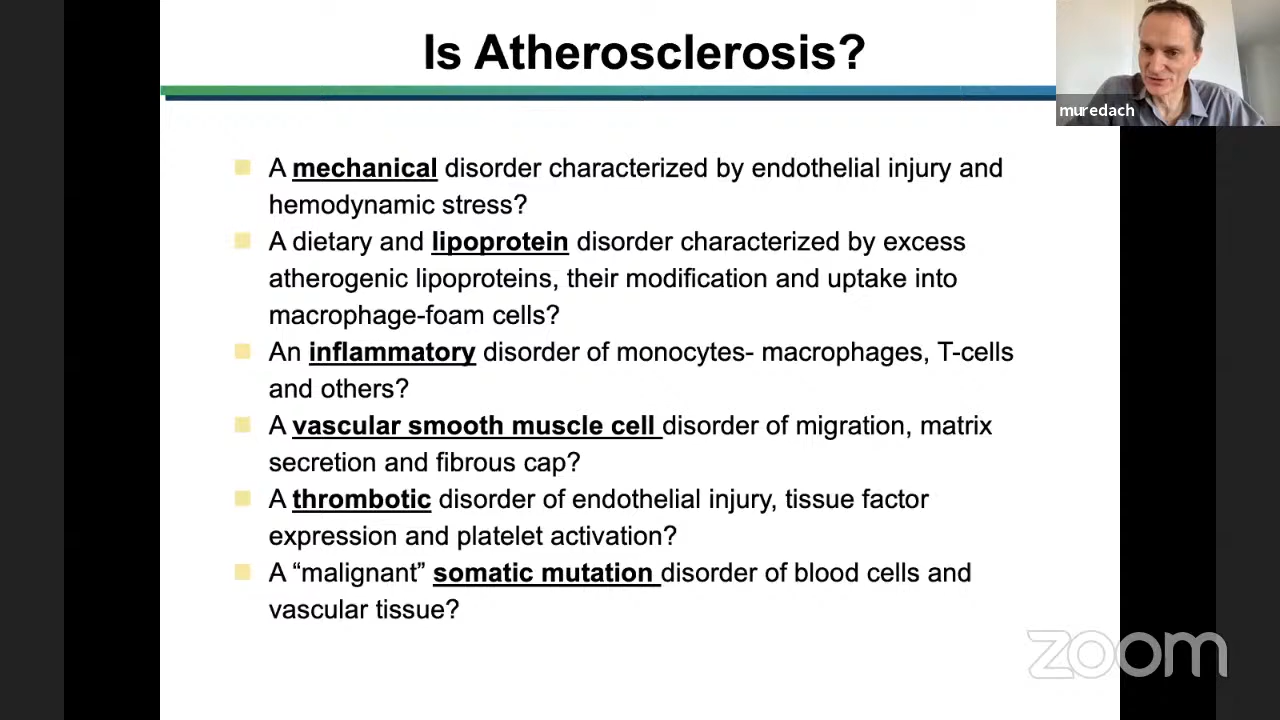 Is Atherosclerosis?
muredach
A mechanical disorder characterized by endothelial injury and
hemodynamic stress?
A dietary and lipoprotein disorder characterized by excess
atherogenic lipoproteins, their modification and uptake into
macrophage-foam cells?
An inflammatory disorder of monocytes- macrophages, T-cells
and others?
A vascular smooth muscle cell disorder of migration, matrix
secretion and fibrous cap?
A thrombotic disorder of endothelial injury, tissue factor
expression and platelet activation?
A “malignant” somatic mutation disorder of blood cells and
vascular tissue?
zoom